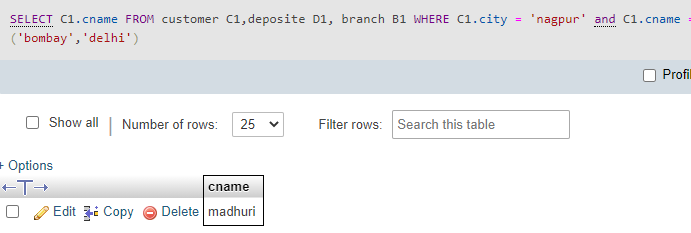 SELECT C1.cname FROM customer C1,deposite D1, branch B1 WHERE C1.city = 'nagpur' and C1.cname =
('bombay','delhi')
Profil
Show all | Number of rows: 25 Filter rows: Search this table
+ Options
←T→ cname
Edit Copy Delete madhuri